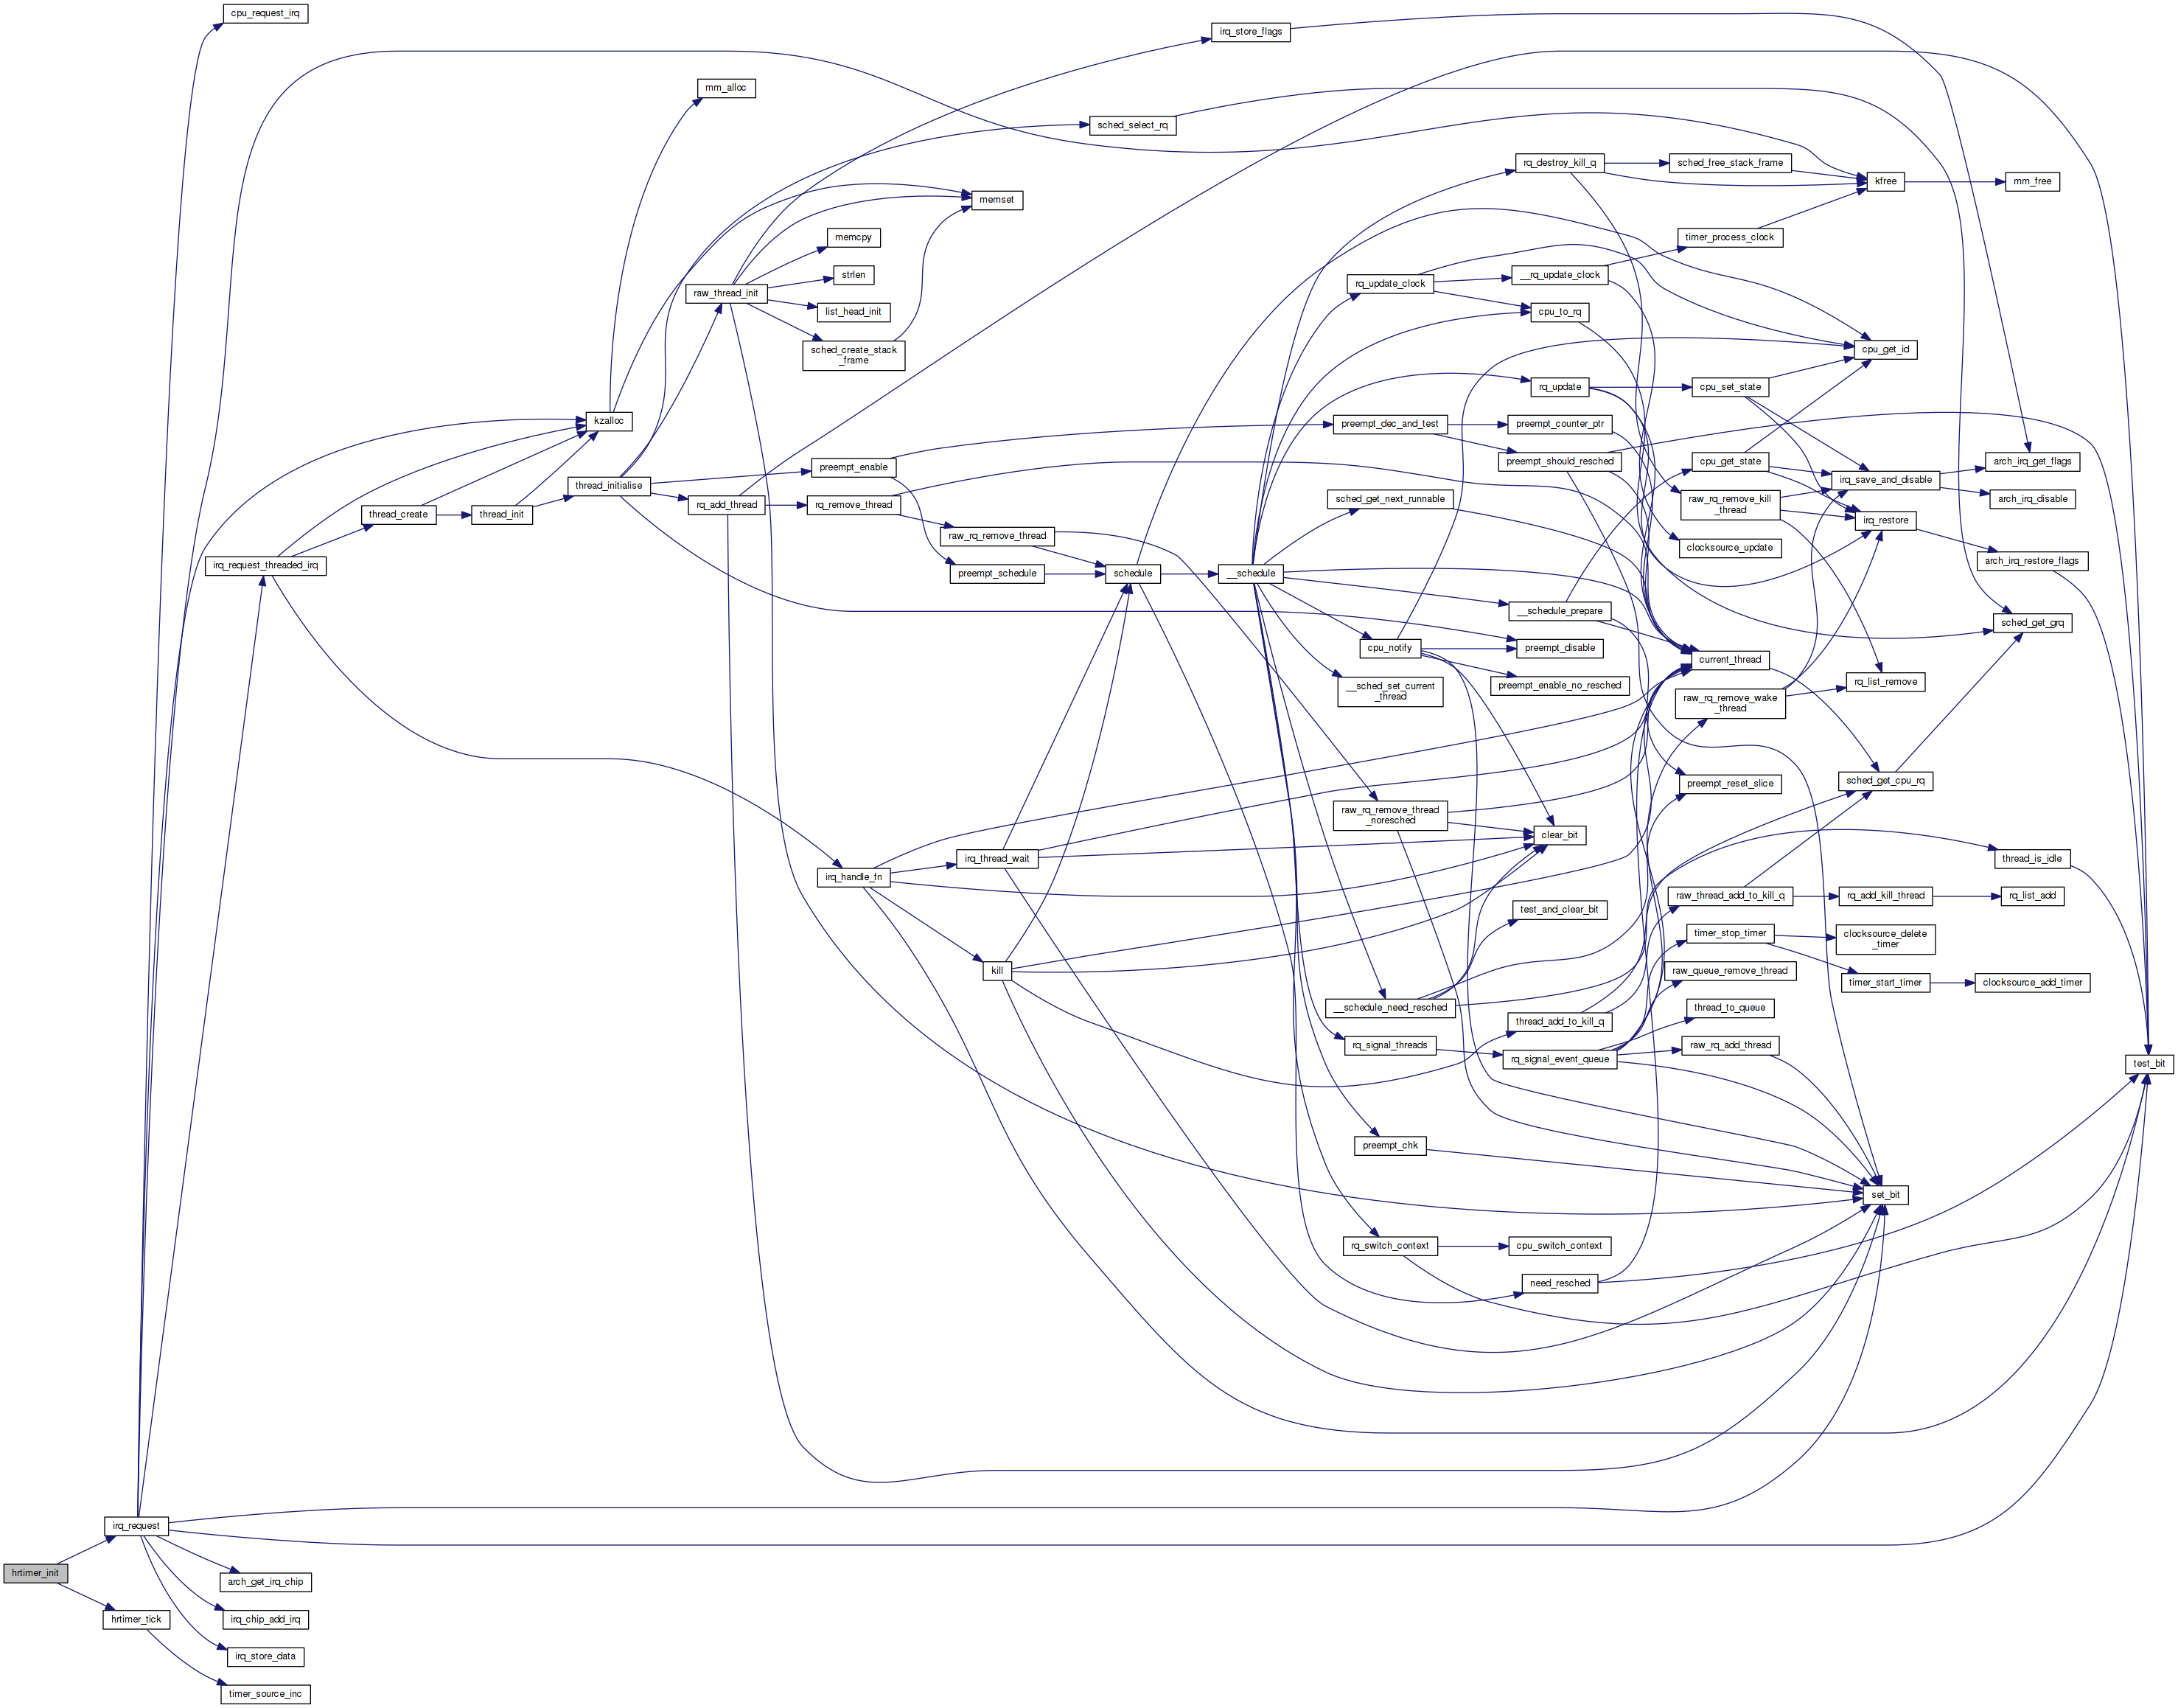 cpu_request_irq
irq_store_flags
mm_alloc
sched_select_rq
rq_destroy_kill_q
sched_free_stack_frame
kfree
mm_free
memset
memcpy
timer_process_clock
strlen
__rq_update_clock
rq_update_clock
raw_thread_init
list_head_init
cpu_to_rq
sched_create_stack
_frame
cpu_get_id
rq_update
cpu_set_state
kzalloc
preempt_dec_and_test
preempt_counter_ptr
preempt_enable
preempt_should_resched
cpu_get_state
arch_irq_get_flags
thread_initialise
irq_save_and_disable
rq_add_thread
rq_remove_thread
sched_get_next_runnable
raw_rq_remove_kill
_thread
arch_irq_disable
thread_create
thread_init
irq_restore
raw_rq_remove_thread
clocksource_update
irq_request_threaded_irq
arch_irq_restore_flags
preempt_schedule
schedule
__schedule
__schedule_prepare
sched_get_grq
cpu_notify
preempt_disable
current_thread
__sched_set_current
_thread
preempt_enable_no_resched
rq_list_remove
raw_rq_remove_wake
_thread
sched_get_cpu_rq
preempt_reset_slice
raw_rq_remove_thread
_noresched
clear_bit
irq_thread_wait
thread_is_idle
irq_handle_fn
raw_thread_add_to_kill_q
rq_add_kill_thread
rq_list_add
test_and_clear_bit
timer_stop_timer
clocksource_delete
_timer
kill
raw_queue_remove_thread
timer_start_timer
clocksource_add_timer
__schedule_need_resched
thread_to_queue
thread_add_to_kill_q
rq_signal_threads
raw_rq_add_thread
rq_signal_event_queue
test_bit
preempt_chk
set_bit
rq_switch_context
cpu_switch_context
need_resched
irq_request
hrtimer_init
arch_get_irq_chip
hrtimer_tick
irq_chip_add_irq
irq_store_data
timer_source_inc